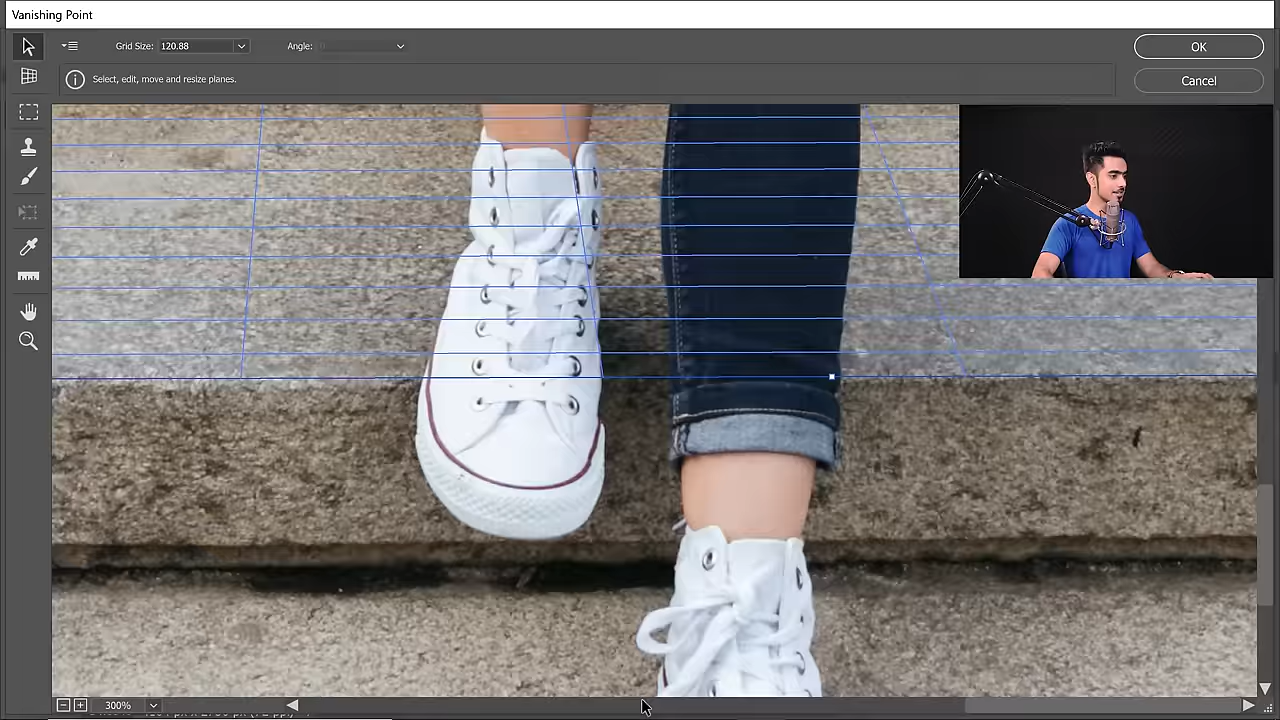 Vanishing Point
Grid Size: 120.88
Angle:
OK
Select, edit, move and resize planes.
Cancel
300%